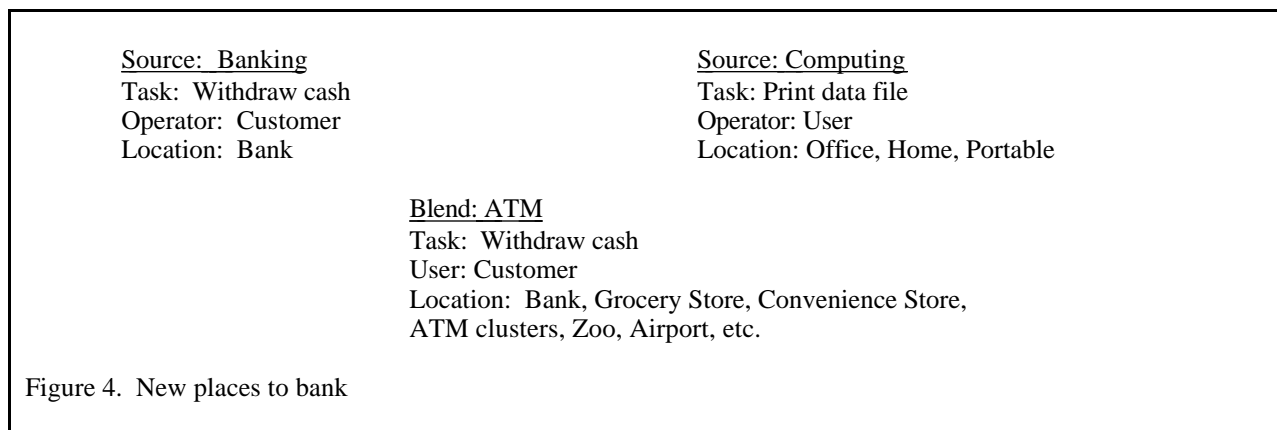 Source: Banking
Task: Withdraw cash
Operator: Customer
Location: Bank
Source: Computing
Task: Print data file
Operator: User
Location: Office, Home, Portable
Blend: ATM
Task: Withdraw cash
User: Customer
Location: Bank, Grocery Store, Convenience Store,
ATM clusters, Zoo, Airport, etc.
Figure 4. New places to bank